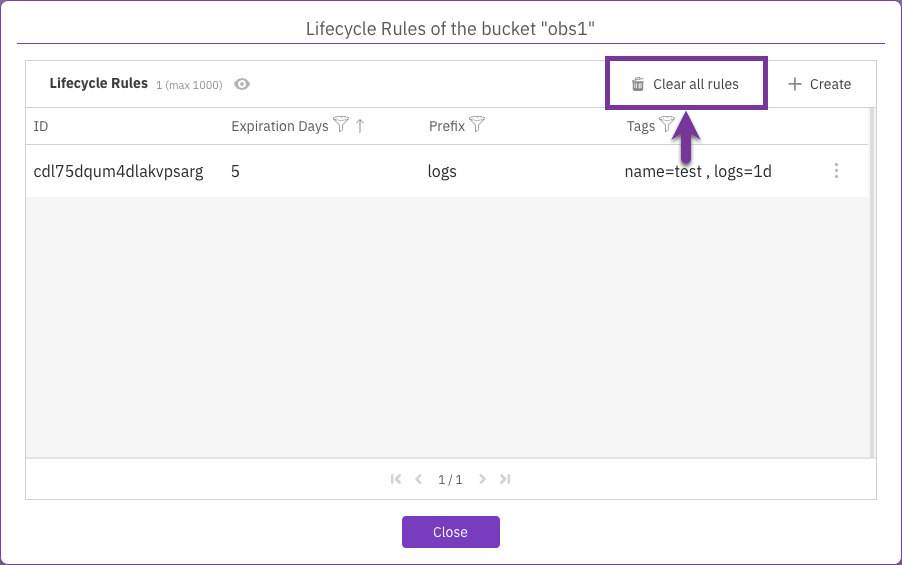 Lifecycle Rules of the bucket "obs1"
Lifecycle Rules 1 (max 1000) Clear all rules Create
ID Expiration Days Prefix Tags
cdl75dqum4dlakvpsarg 5 logs name=test , logs=1d
1 / 1
Close